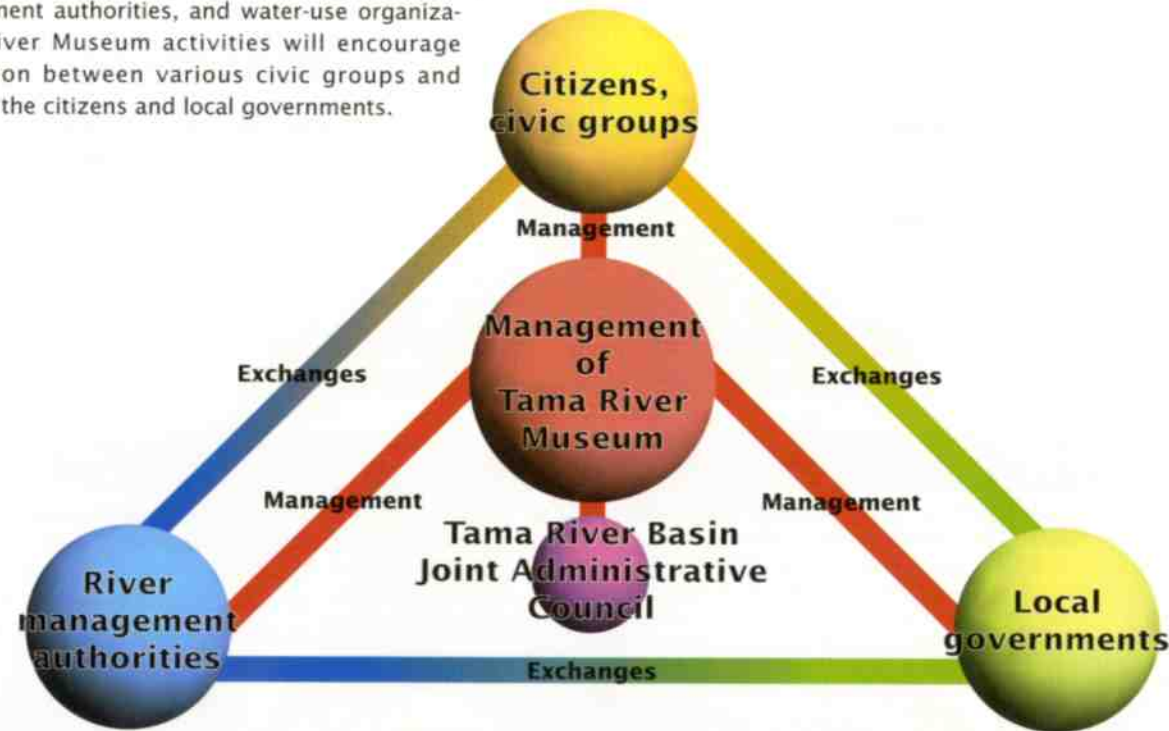 ment authorities, and water-use organiza-
iver Museum activities will encourage
on between various civic groups and
the citizens and local governments.
Citizens,
civic groups
Management
Management
of
Tama River
Museum
Exchanges
Exchanges
Management
Management
Tama River Basin
Joint Administrative
Council
River
management
authorities
Local
governments
Exchanges